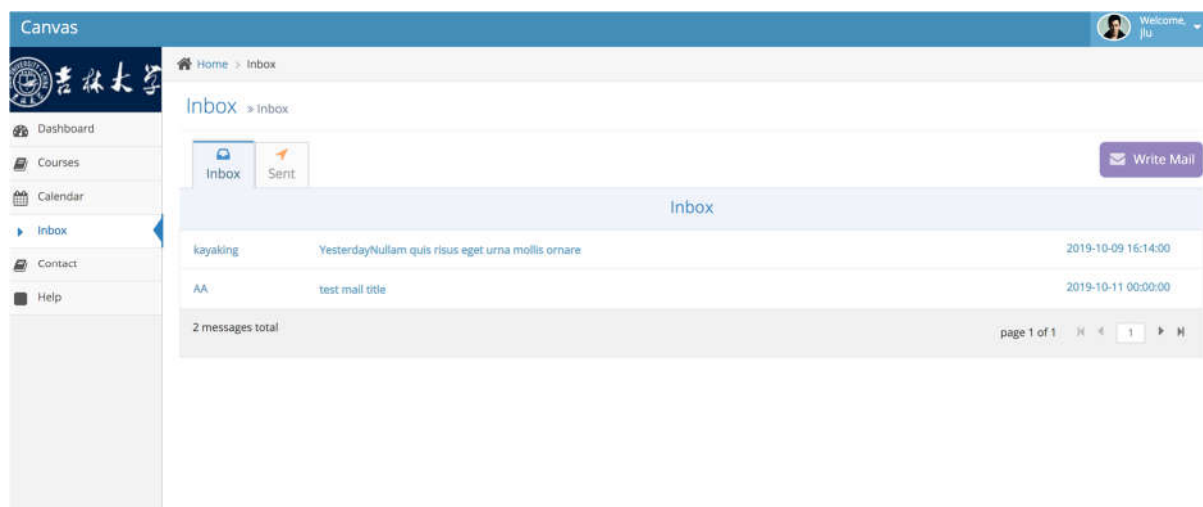 Canvas
Welcome,
jlu
吉林大学
Home > Inbox
Inbox » Inbox
Dashboard
Courses
Calendar
Inbox
Contact
Help
Inbox
Sent
Write Mail
Inbox
kayaking YesterdayNullam quis risus eget urna mollis ornare 2019-10-09 16:14:00
AA test mail title 2019-10-11 00:00:00
2 messages total
page 1 of 1 1